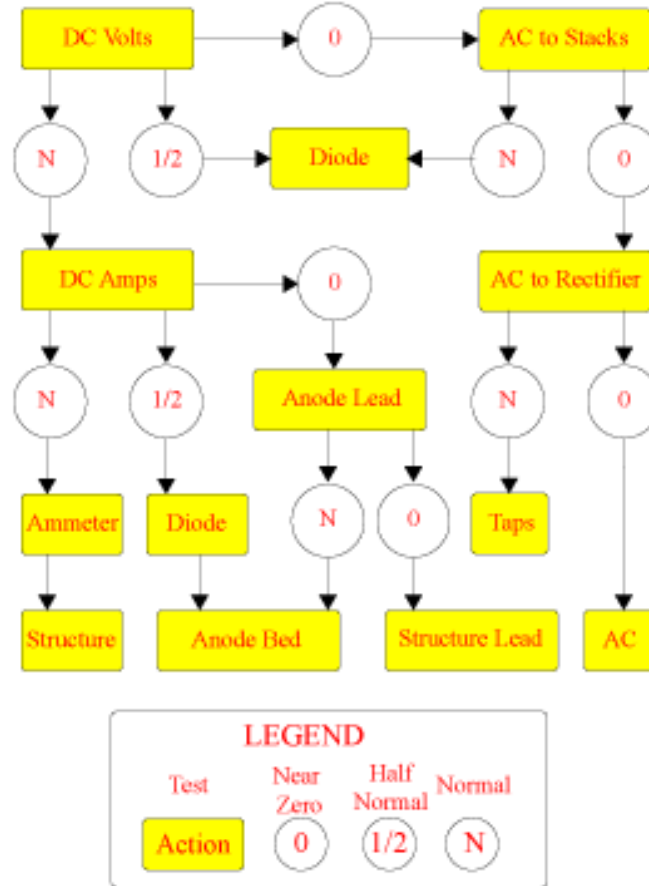 DC Volts
0
AC to Stacks
N
1/2
Diode
N
0
DC Amps
0
AC to Rectifier
N
1/2
Anode Lead
N
0
Ammeter
Diode
N
0
Taps
Structure
Anode Bed
Structure Lead
AC
LEGEND
Test
Near
Zero
Half
Normal
Normal
Action
0
1/2
N